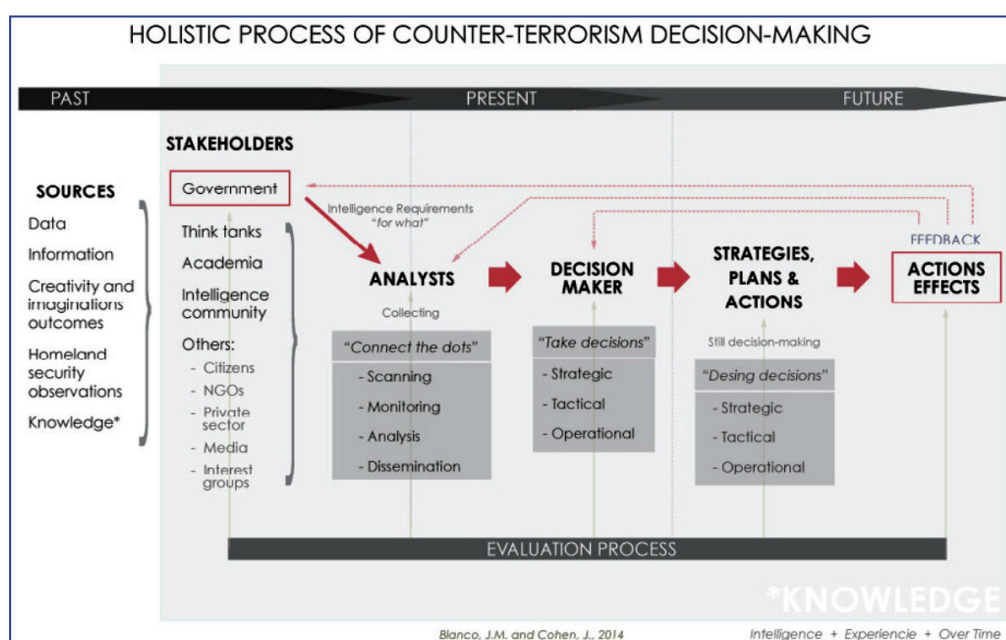 HOLISTIC PROCESS OF COUNTER-TERRORISM DECISION-MAKING
PAST
PRESENT
FUTURE
SOURCES
Data
Information
Creativity and
imaginations
outcomes
Homeland
security
observations
Knowledge*
STAKEHOLDERS
Government
Think tanks
Academia
Intelligence
community
Others:
- Citizens
- NGOs
- Private
sector
- Media
- Interest
groups
Intelligence Requirements
"for what"
ANALYSTS
Collecting
"Connect the dots"
- Scanning
- Monitoring
- Analysis
- Dissemination
DECISION
MAKER
"Take decisions"
- Strategic
- Tactical
- Operational
STRATEGIES,
PLANS &
ACTIONS
Still decision-making
"Desing decisions"
- Strategic
- Tactical
- Operational
FEEDBACK
ACTIONS
EFFECTS
EVALUATION PROCESS
*KNOWLEDGE
Blanco, J.M. and Cohen, J., 2014
Intelligence + Experiencie + Over Time